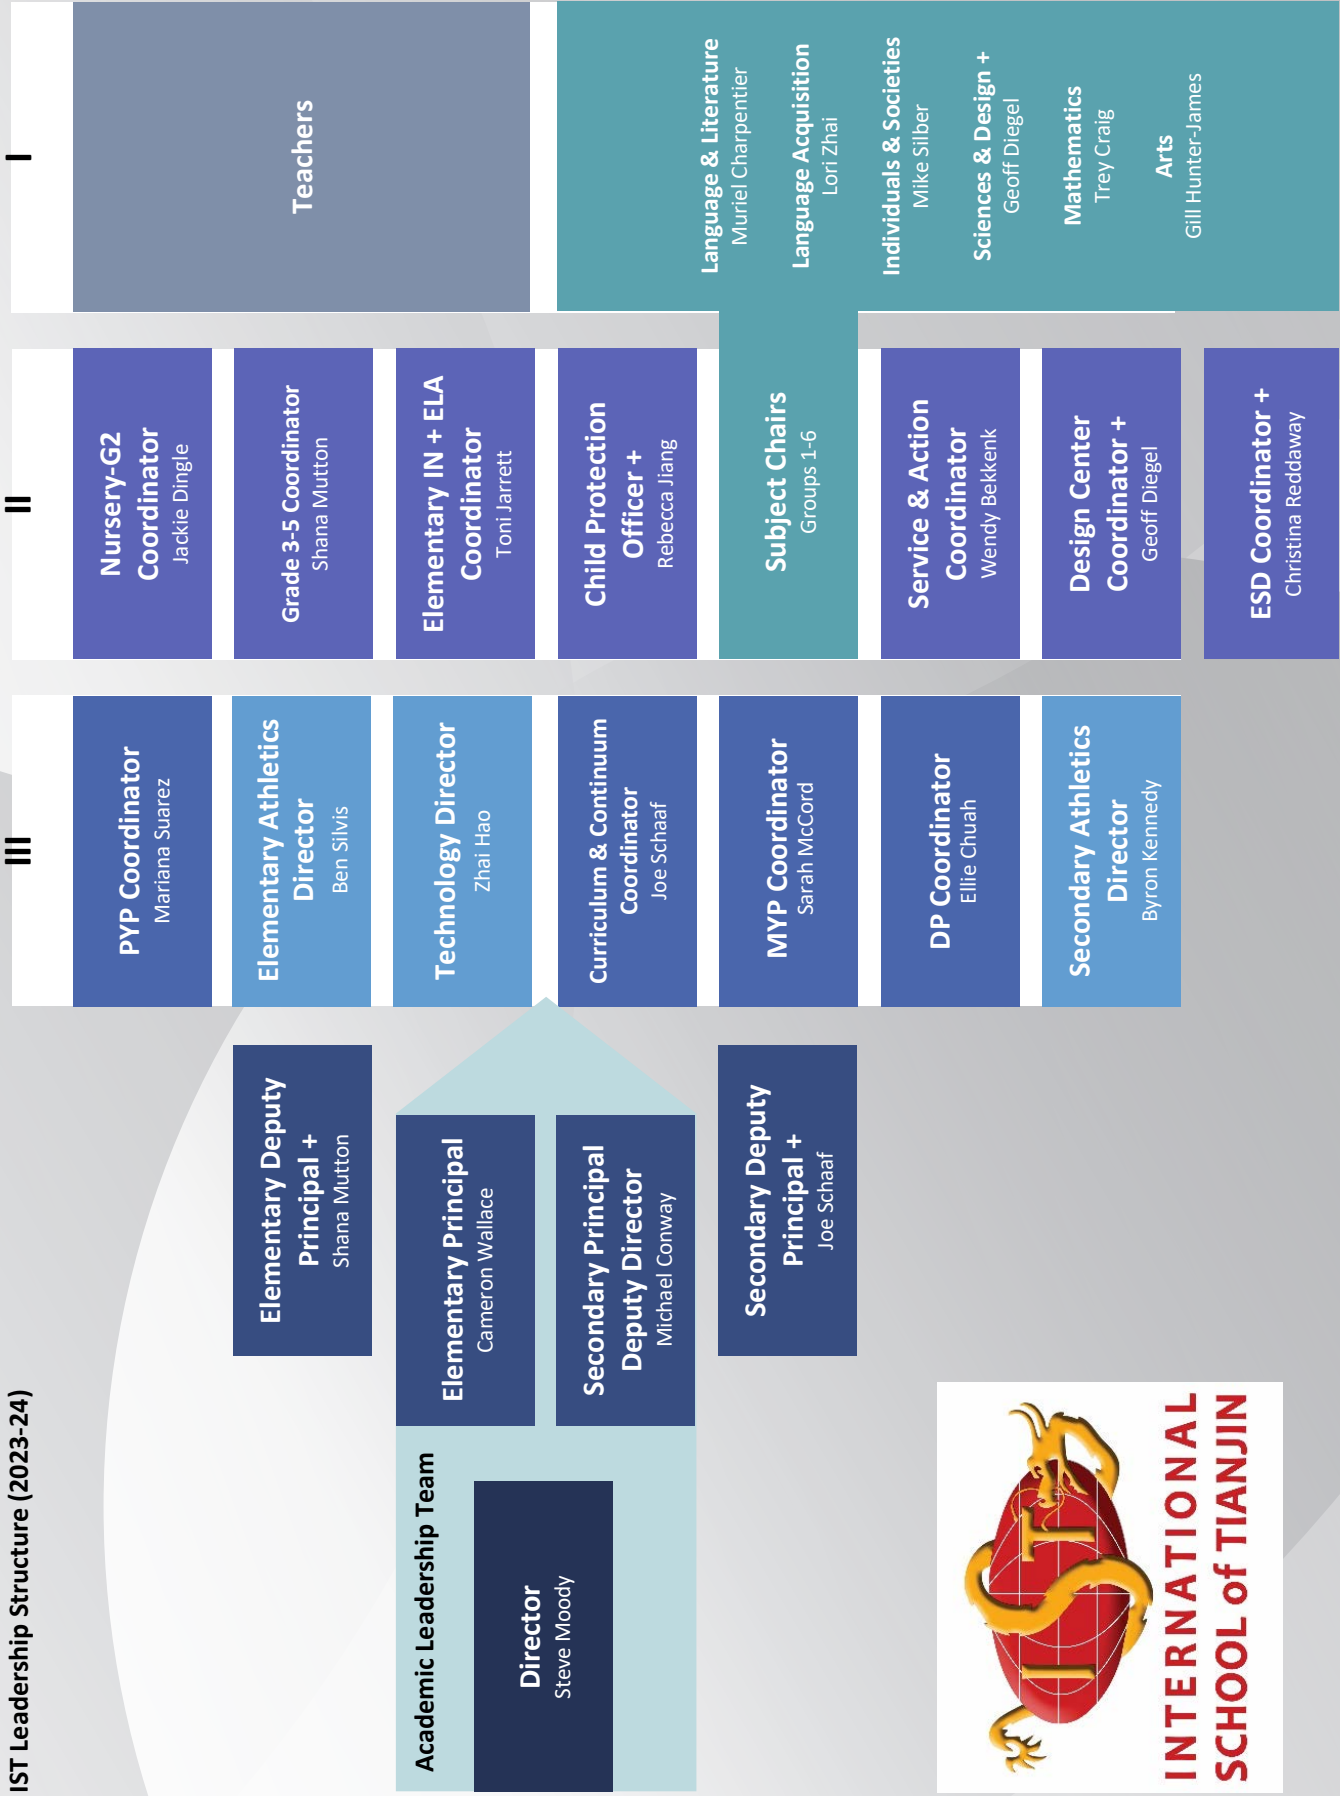 IST Leadership Structure (2023-24)
Academic Leadership Team
Director
Steve Moody
Elementary Deputy
Principal +
Shana Mutton
Elementary Principal
Cameron Wallace
Secondary Principal
Deputy Director
Michael Conway
Secondary Deputy
Principal +
Joe Schaaf
III
PYP Coordinator
Mariana Suarez
Elementary Athletics
Director
Ben Silvis
Technology Director
Zhai Hao
Curriculum & Continuum
Coordinator
Joe Schaaf
MYP Coordinator
Sarah McCord
DP Coordinator
Ellie Chuah
Secondary Athletics
Director
Byron Kennedy
II
Nursery-G2
Coordinator
Jackie Dingle
Grade 3-5 Coordinator
Shana Mutton
Elementary IN + ELA
Coordinator
Toni Jarrett
Child Protection
Officer +
Rebecca Jiang
Subject Chairs
Groups 1-6
Service & Action
Coordinator
Wendy Bekkenk
Design Center
Coordinator +
Geoff Diegel
ESD Coordinator +
Christina Reddaway
I
Teachers
Language & Literature
Muriel Charpentier
Language Acquisition
Lori Zhai
Individuals & Societies
Mike Silber
Sciences & Design +
Geoff Diegel
Mathematics
Trey Craig
Arts
Gill Hunter-James
IST
INTERNATIONAL
SCHOOL of TIANJIN